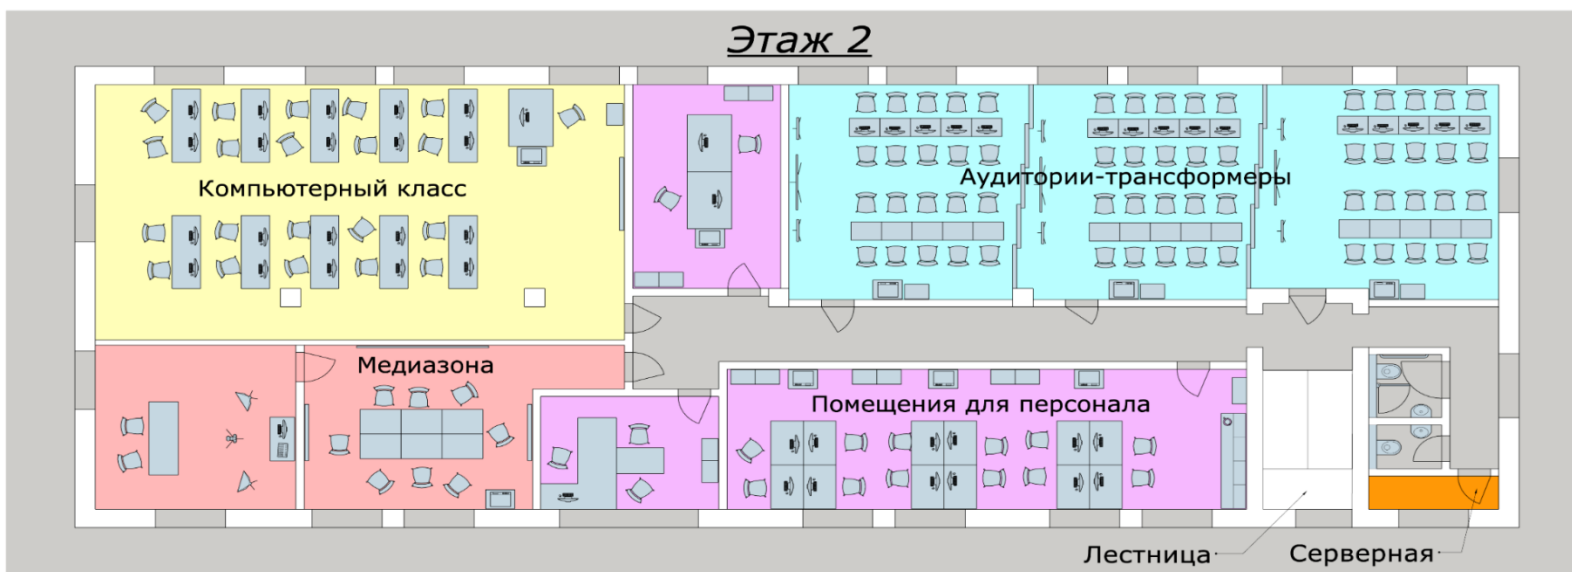 Этаж 2
Компьютерный класс
Аудитории-трансформеры
Медиазона
Помещения для персонала
Лестница
Серверная